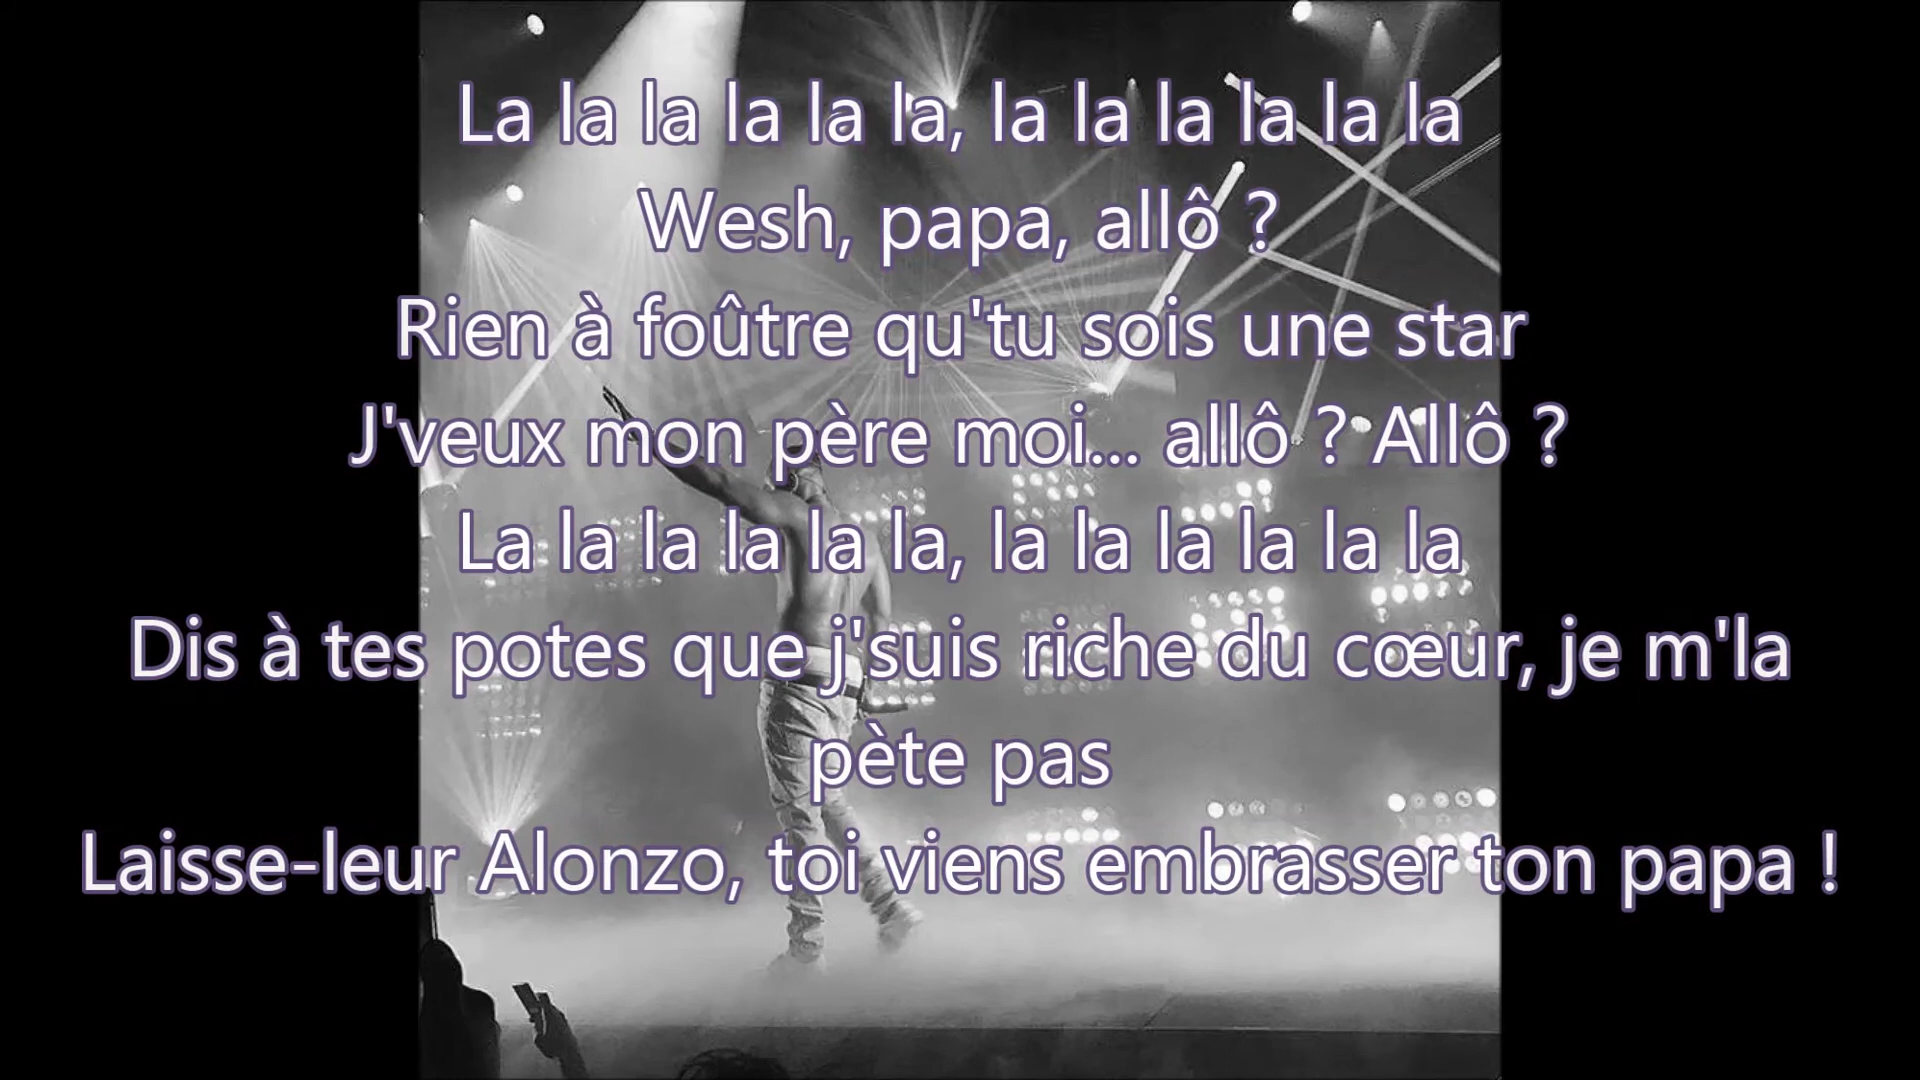 La la la la la la, la la la la la la
Wesh, papa, allô ?
Rien à foûtre qu'tu sois une star
J'veux mon père moi... allô ? Allô ?
La la la la la la, la la la la la la
Dis à tes potes que j'suis riche du cœur, je m'la
pète pas
Laisse-leur Alonzo, toi viens embrasser ton papa !